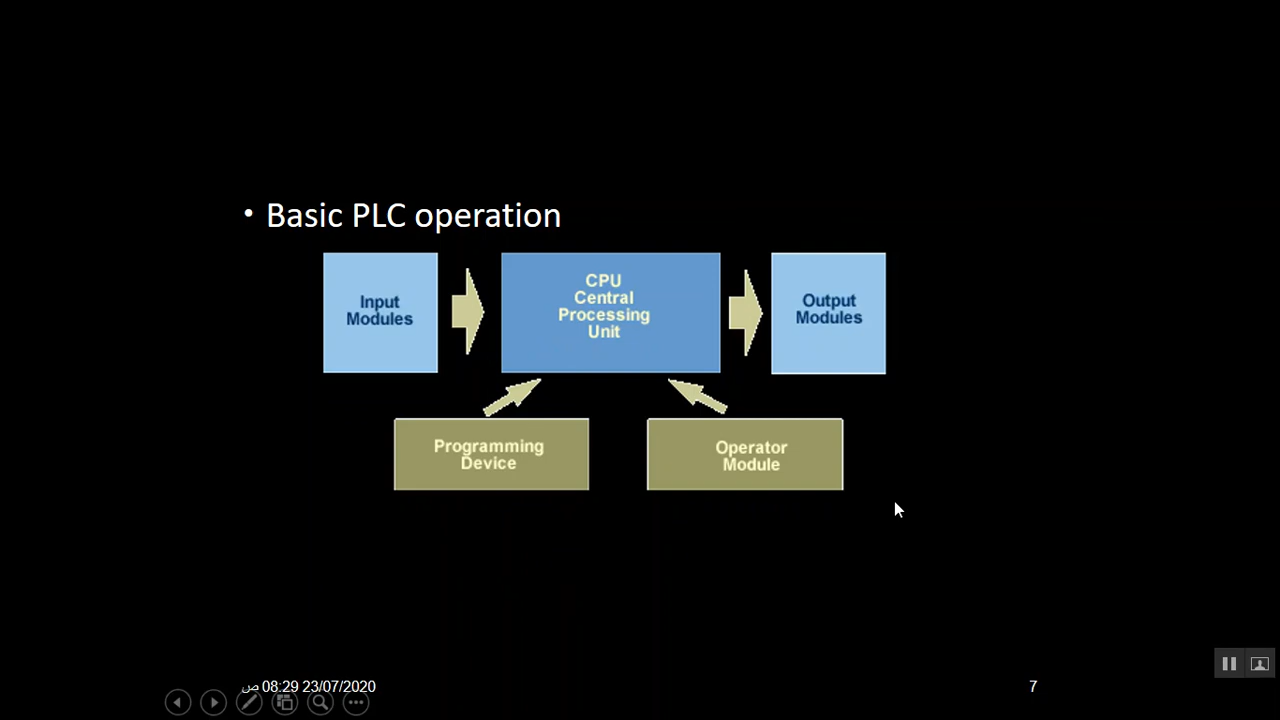 • Basic PLC operation
Input
Modules
CPU
Central
Processing
Unit
Output
Modules
Programming
Device
Operator
Module
23/07/2020 08:29 ص
7